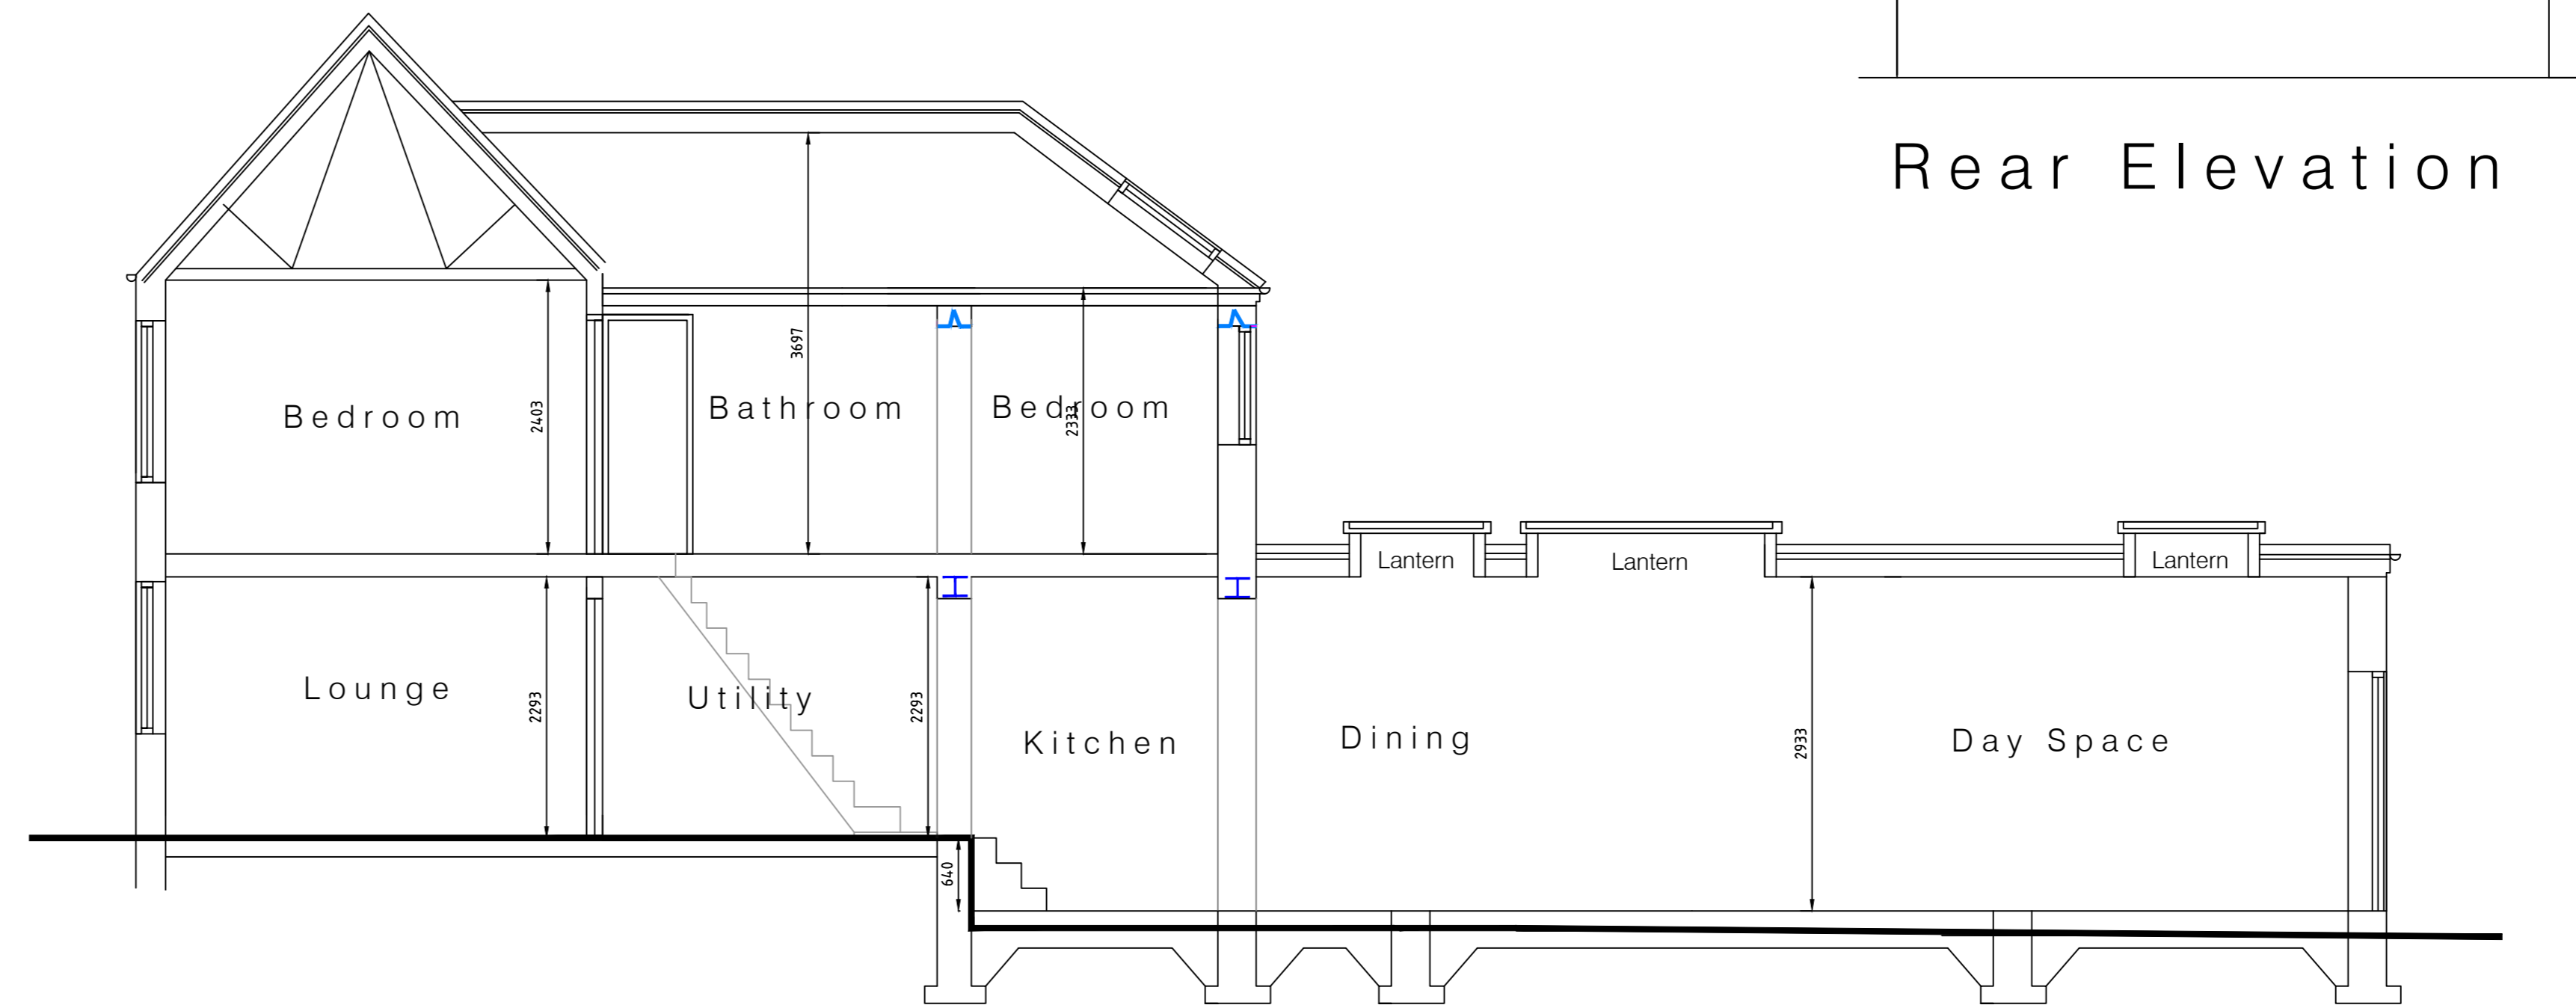 Rear Elevation
3697
Bedroom
2403
Bathroom
Bedroom
2333
Lantern
Lantern
Lantern
Lounge
2293
Utility
2293
Kitchen
Dining
2933
Day Space
640